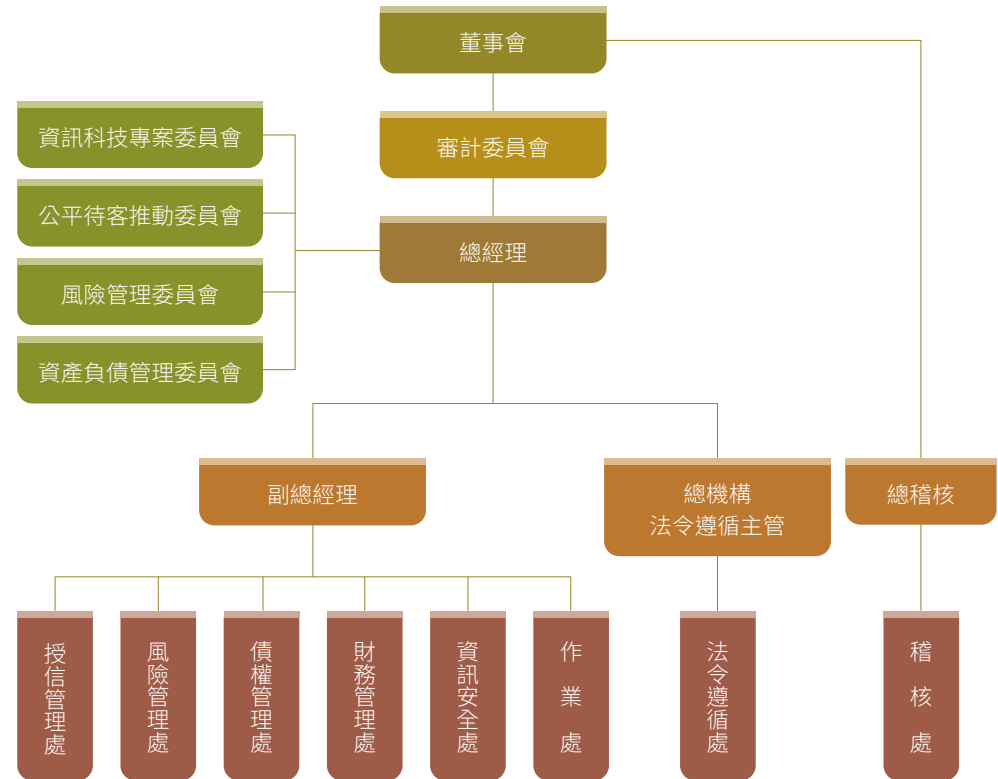 董事會
審計委員會
總經理
資訊科技專案委員會
公平待客推動委員會
風險管理委員會
資產負債管理委員會
副總經理
總機構
法令遵循主管
總稽核
授信管理處
風險管理處
債權管理處
財務管理處
資訊安全處
作業處
法令遵循處
稽核處